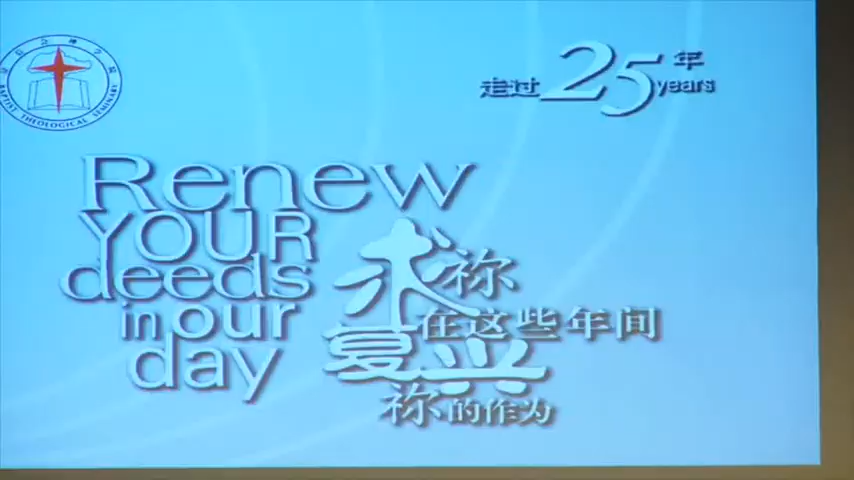 BAPTIST THEOLOGICAL SEMINARY
走过25年
years
Renew
YOUR
deeds
in our
day
求祢
在这些年间
复兴
祢的作为